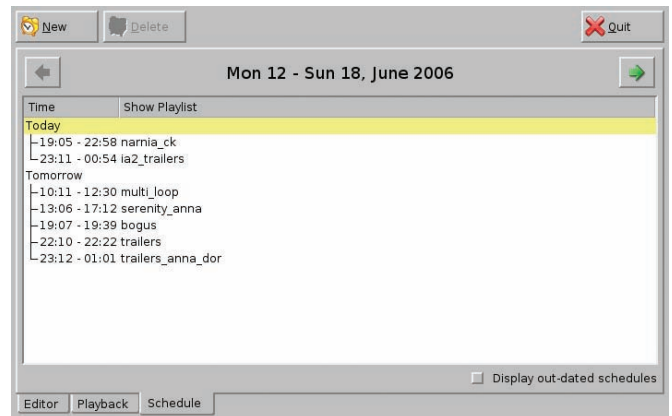 New Delete Quit
Mon 12 - Sun 18, June 2006
Time Show Playlist
Today
19:05 - 22:58 narnia_ck
23:11 - 00:54 ia2_trailers
Tomorrow
10:11 - 12:30 multi_loop
13:06 - 17:12 serenity_anna
19:07 - 19:39 bogus
22:10 - 22:22 trailers
23:12 - 01:01 trailers_anna_dor
Display out-dated schedules
Editor Playback Schedule